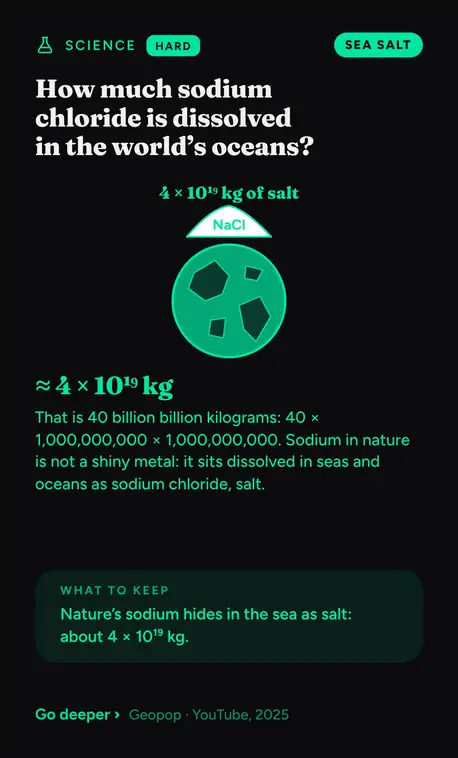 SCIENCE HARD SEA SALT
How much sodium
chloride is dissolved
in the world’s oceans?
4 × 10¹⁹ kg of salt
NaCl
≈ 4 × 10¹⁹ kg
That is 40 billion billion kilograms: 40 ×
1,000,000,000 × 1,000,000,000. Sodium in nature
is not a shiny metal: it sits dissolved in seas and
oceans as sodium chloride, salt.
WHAT TO KEEP
Nature’s sodium hides in the sea as salt:
about 4 × 10¹⁹ kg.
Go deeper › Geopop · YouTube, 2025